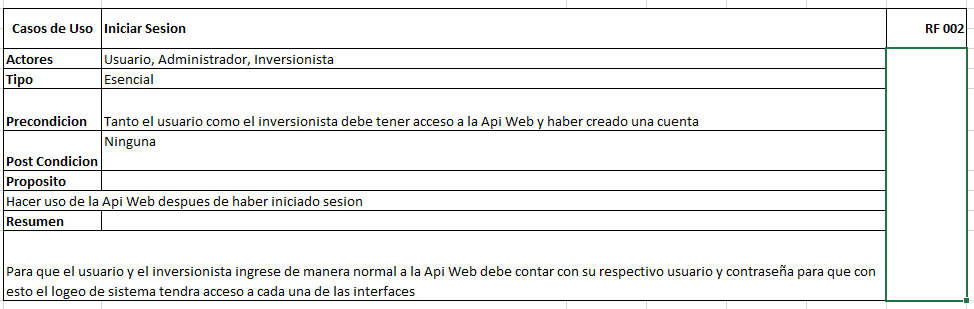 Casos de Uso Iniciar Sesion RF 002
Actores Usuario, Administrador, Inversionista
Tipo Esencial
Precondicion Tanto el usuario como el inversionista debe tener acceso a la Api Web y haber creado una cuenta
Ninguna
Post Condicion
Proposito
Hacer uso de la Api Web despues de haber iniciado sesion
Resumen
Para que el usuario y el inversionista ingrese de manera normal a la Api Web debe contar con su respectivo usuario y contraseña para que con
esto el logeo de sistema tendra acceso a cada una de las interfaces